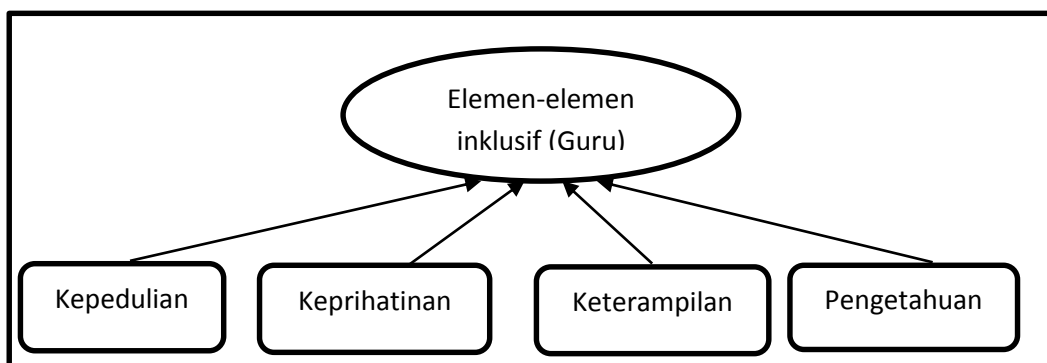 Elemen-elemen
inklusif (Guru)
Kepedulian
Keprihatinan
Keterampilan
Pengetahuan